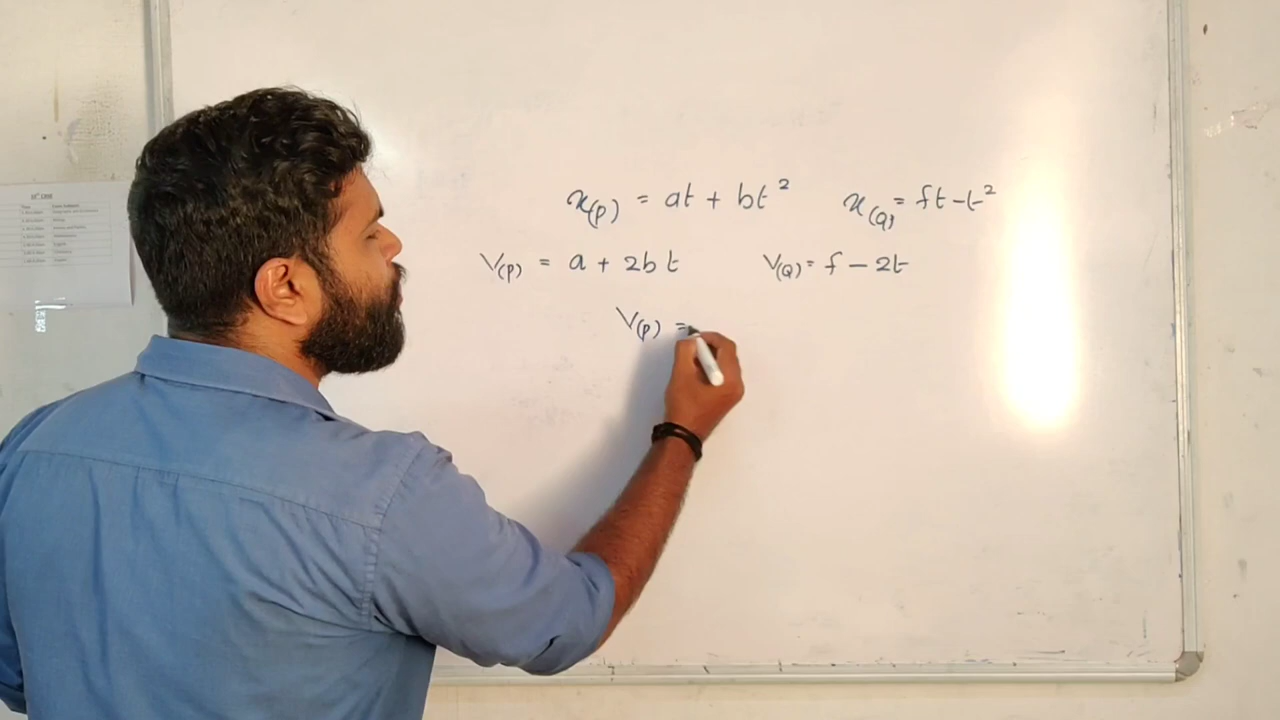 x(P) = at + bt² x(Q) = ft - t²
V(P) = a + 2bt V(Q) = f - 2t
V(P) =